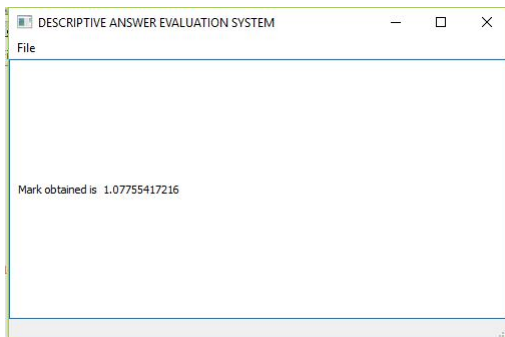 DESCRIPTIVE ANSWER EVALUATION SYSTEM
File
Mark obtained is 1.07755417216